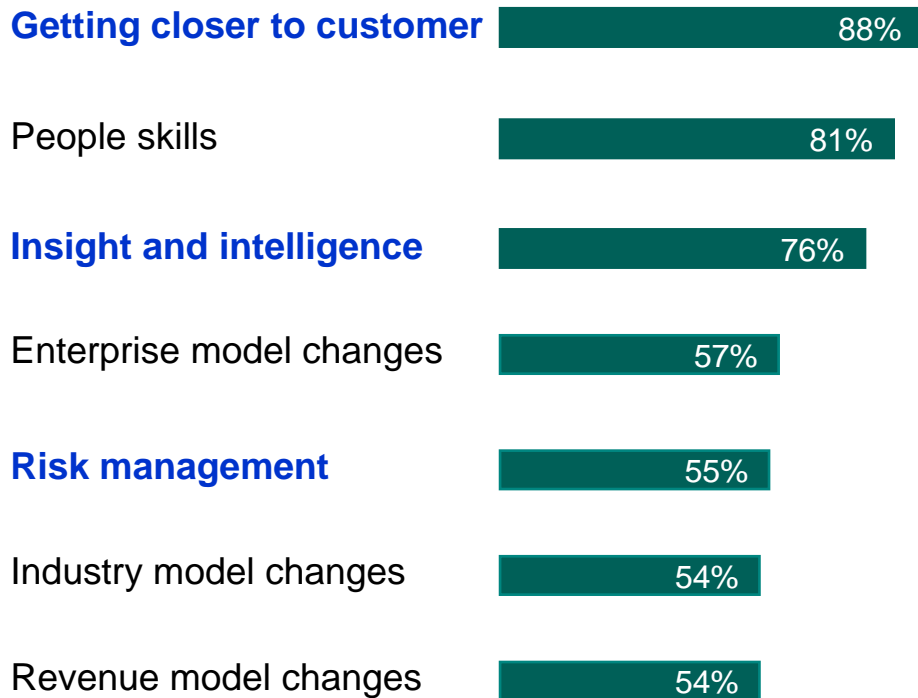 Getting closer to customer 88%
People skills 81%
Insight and intelligence 76%
Enterprise model changes 57%
Risk management 55%
Industry model changes 54%
Revenue model changes 54%